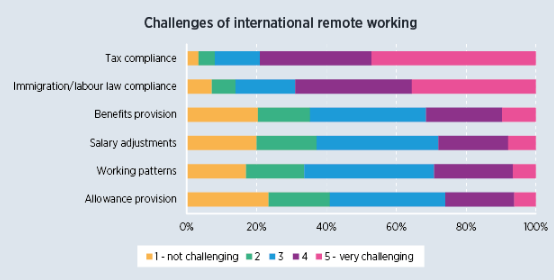 Challenges of international remote working
Tax compliance
Immigration/labour law compliance
Benefits provision
Salary adjustments
Working patterns
Allowance provision
0% 20% 40% 60% 80% 100%
1 - not challenging 2 3 4 5 - very challenging